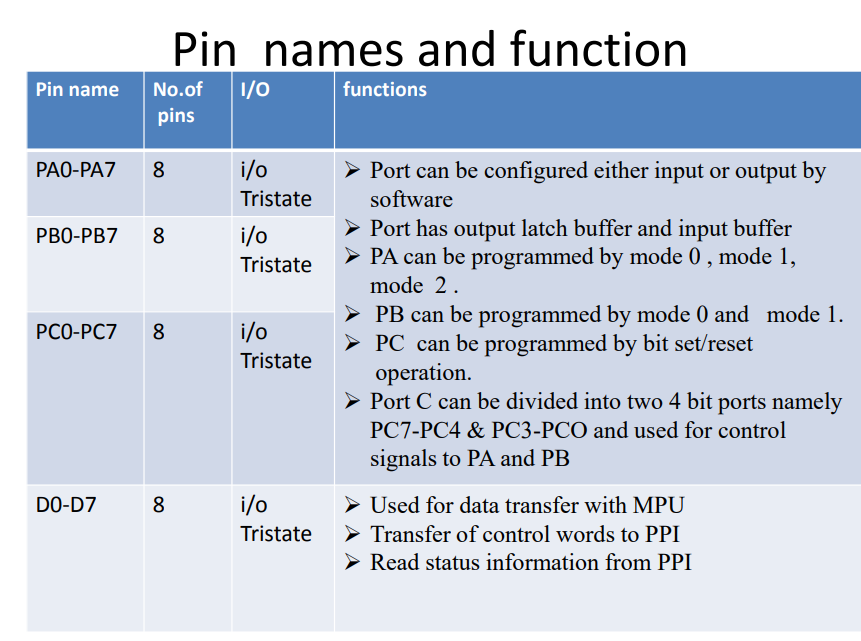 Pin names and function
Pin name No.of I/O functions
pins
PA0-PA7 8 i/o ➢ Port can be configured either input or output by
Tristate software
➢ Port has output latch buffer and input buffer
PB0-PB7 8 i/o
Tristate ➢ PA can be programmed by mode 0 , mode 1,
mode 2 .
➢ PB can be programmed by mode 0 and mode 1.
PC0-PC7 8 i/o ➢ PC can be programmed by bit set/reset
Tristate operation.
➢ Port C can be divided into two 4 bit ports namely
PC7-PC4 & PC3-PCO and used for control
signals to PA and PB
D0-D7 8 i/o ➢ Used for data transfer with MPU
Tristate ➢ Transfer of control words to PPI
➢ Read status information from PPI